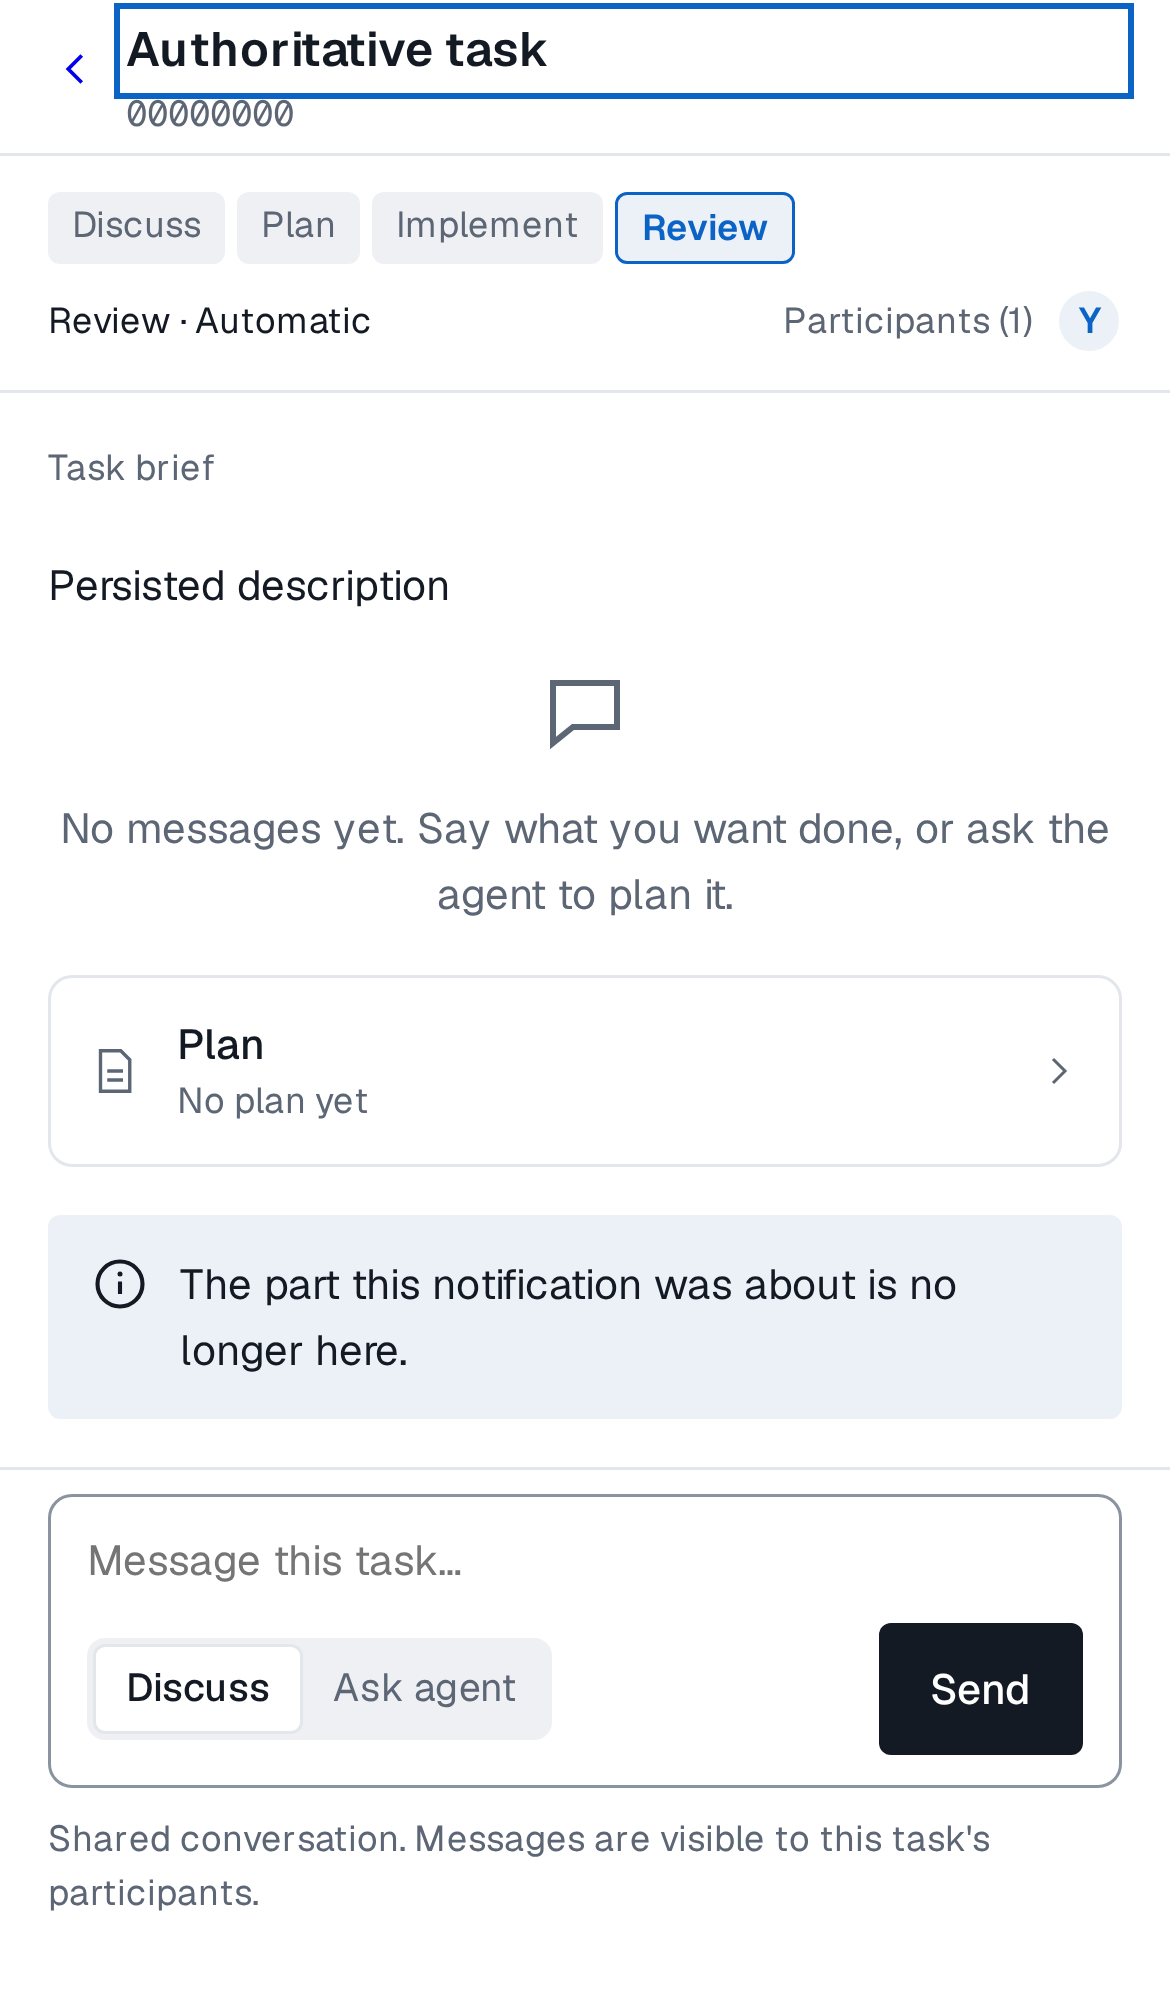 Authoritative task
00000000
Discuss
Plan
Implement
Review
Review · Automatic
Participants (1)
Y
Task brief
Persisted description
No messages yet. Say what you want done, or ask the
agent to plan it.
Plan
No plan yet
The part this notification was about is no
longer here.
Message this task…
Discuss
Ask agent
Send
Shared conversation. Messages are visible to this task's
participants.